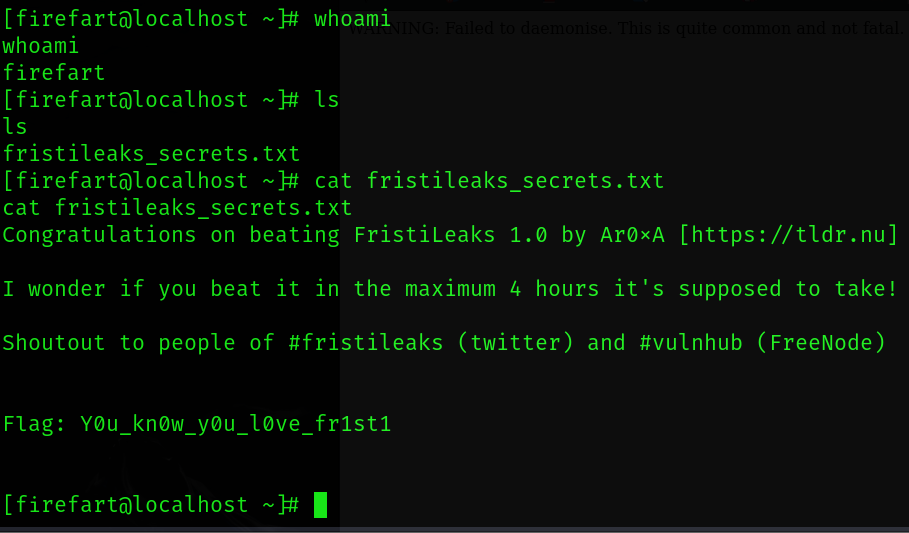 [firefart@localhost ~]# whoami
WARNING: Failed to daemonise. This is quite common and not fatal.
whoami
firefart
[firefart@localhost ~]# ls
ls
fristileaks_secrets.txt
[firefart@localhost ~]# cat fristileaks_secrets.txt
cat fristileaks_secrets.txt
Congratulations on beating FristiLeaks 1.0 by Ar0xA [https://tldr.nu]
I wonder if you beat it in the maximum 4 hours it's supposed to take!
Shoutout to people of #fristileaks (twitter) and #vulnhub (FreeNode)
Flag: Y0u_kn0w_y0u_l0ve_fr1st1
[firefart@localhost ~]#